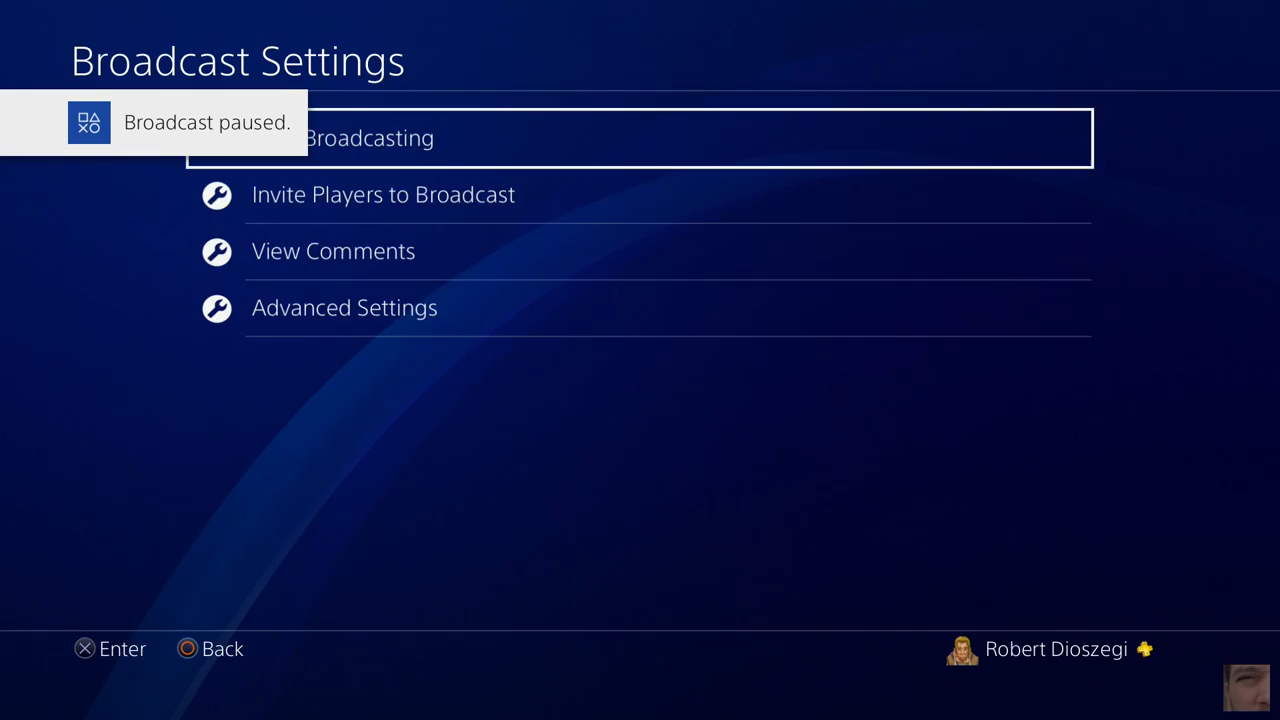 Broadcast Settings
Broadcast paused.
Broadcasting
Invite Players to Broadcast
View Comments
Advanced Settings
Enter
Back
Robert Dioszegi